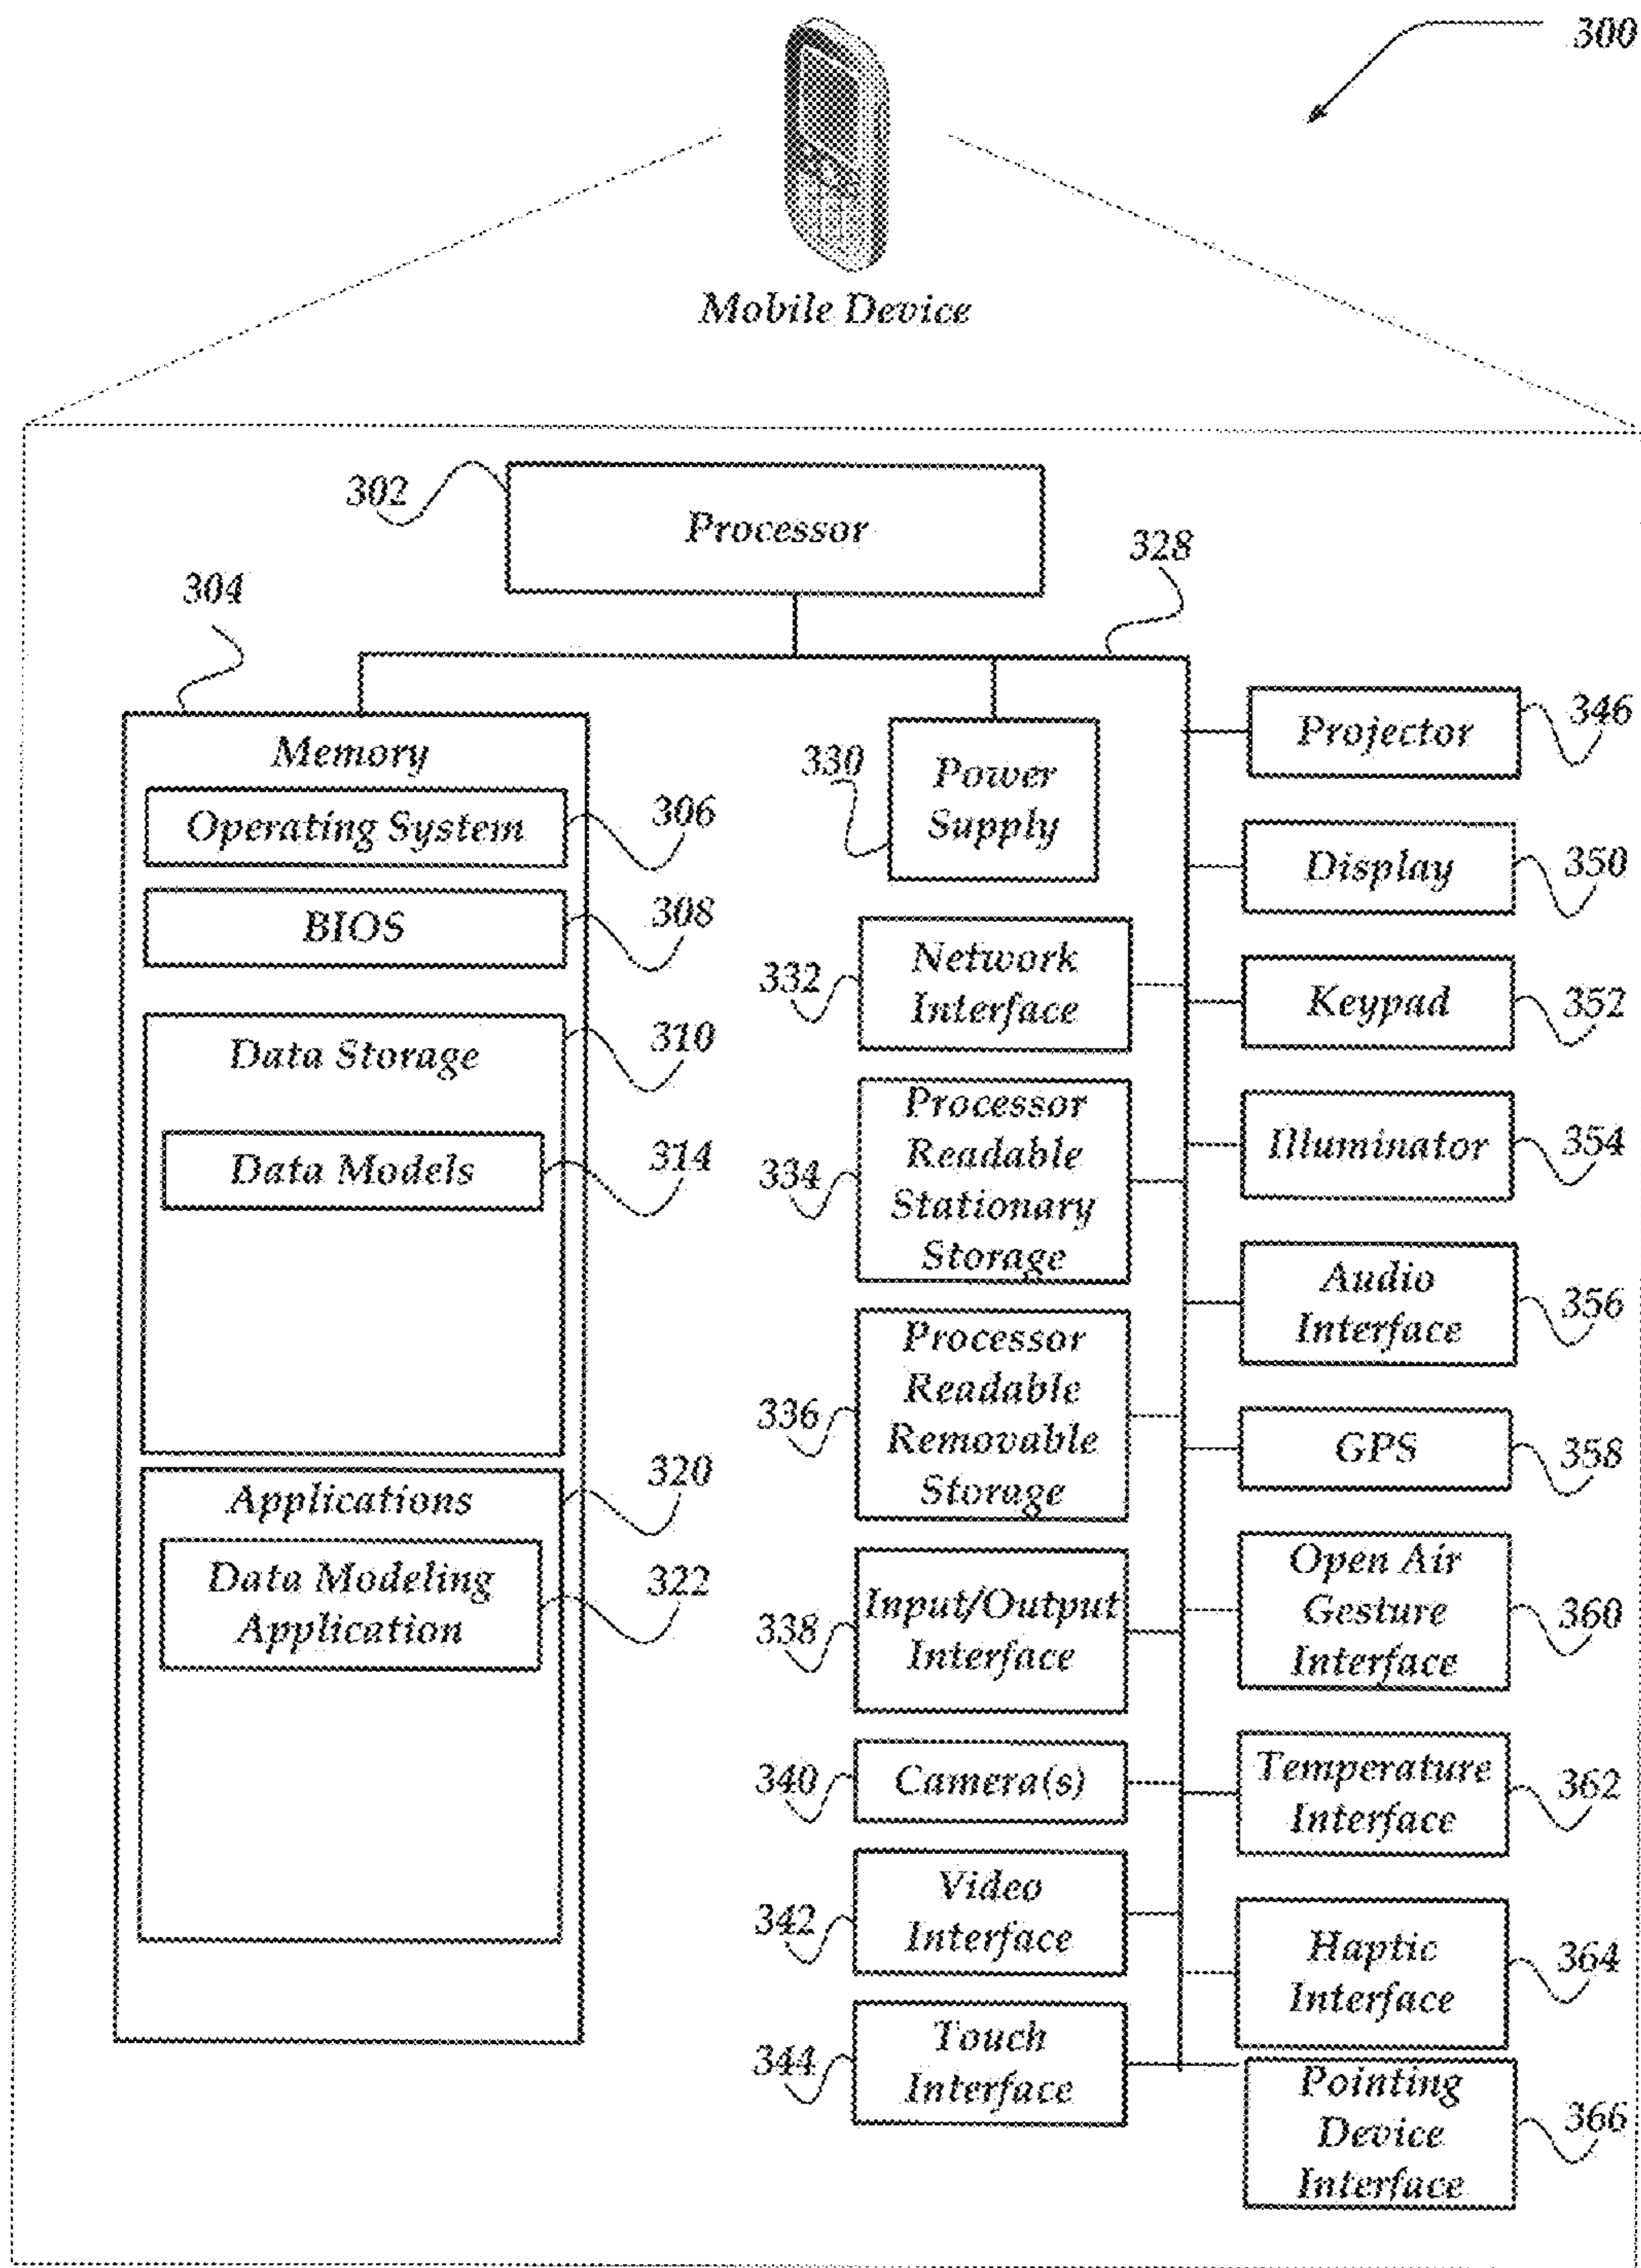 300
Mobile Device
302
Processor
328
304
Memory
Operating System
306
BIOS
308
Data Storage
310
Data Models
314
Applications
320
Data Modeling
Application
322
330
Power
Supply
332
Network
Interface
334
Processor
Readable
Stationary
Storage
336
Processor
Readable
Removable
Storage
338
Input/Output
Interface
340
Camera(s)
342
Video
Interface
344
Touch
Interface
Projector
346
Display
350
Keypad
352
Illuminator
354
Audio
Interface
356
GPS
358
Open Air
Gesture
Interface
360
Temperature
Interface
362
Haptic
Interface
364
Pointing
Device
Interface
366